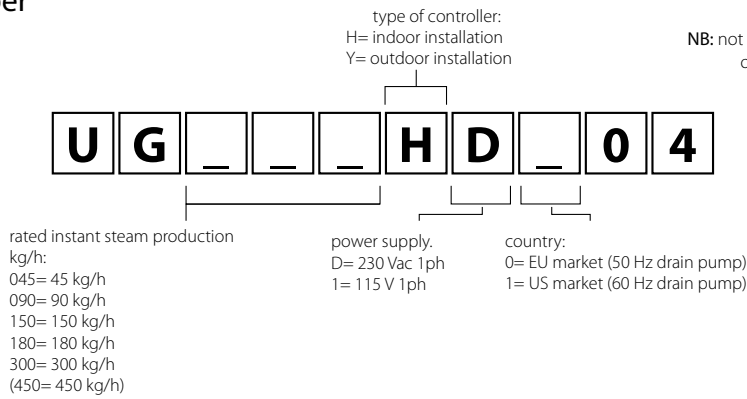 type of controller:
H= indoor installation
Y= outdoor installation
NB: not
U G _ _ _ H D _ 0 4
rated instant steam production
kg/h:
045= 45 kg/h
090= 90 kg/h
150= 150 kg/h
180= 180 kg/h
300= 300 kg/h
(450= 450 kg/h)
power supply.
D= 230 Vac 1ph
1= 115 V 1ph
country:
0= EU market (50 Hz drain pump)
1= US market (60 Hz drain pump)